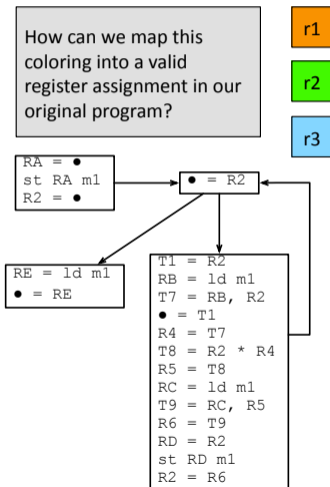 How can we map this
coloring into a valid
register assignment in our
original program?
r1
r2
r3
RA = ●
st RA m1
R2 = ●
● = R2
RE = ld m1
● = RE
T1 = R2
RB = ld m1
T7 = RB, R2
● = T1
R4 = T7
T8 = R2 * R4
R5 = T8
RC = ld m1
T9 = RC, R5
R6 = T9
RD = R2
st RD m1
R2 = R6